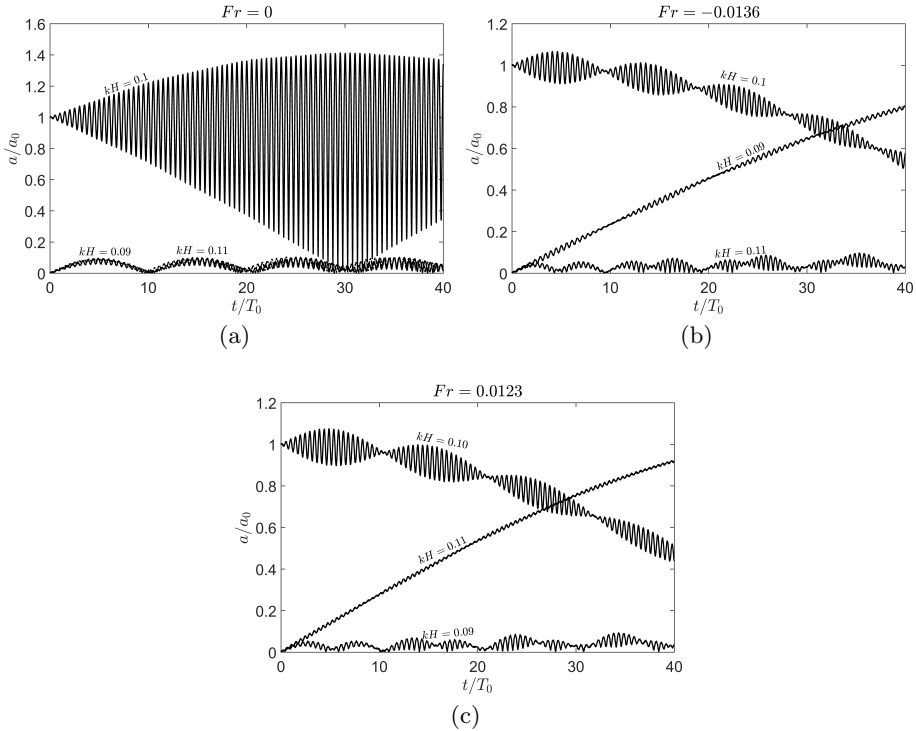 Fr = 0
1.6
1.4
1.2
1
0.8
0.6
0.4
0.2
0
a/a₀
kH = 0.1
kH = 0.09
kH = 0.11
0 10 20 30 40
t/T₀
(a)
Fr = −0.0136
1.2
1
0.8
0.6
0.4
0.2
0
a/a₀
kH = 0.1
kH = 0.09
kH = 0.11
0 10 20 30 40
t/T₀
(b)
Fr = 0.0123
1.2
1
0.8
0.6
0.4
0.2
0
a/a₀
kH = 0.10
kH = 0.11
kH = 0.09
0 10 20 30 40
t/T₀
(c)